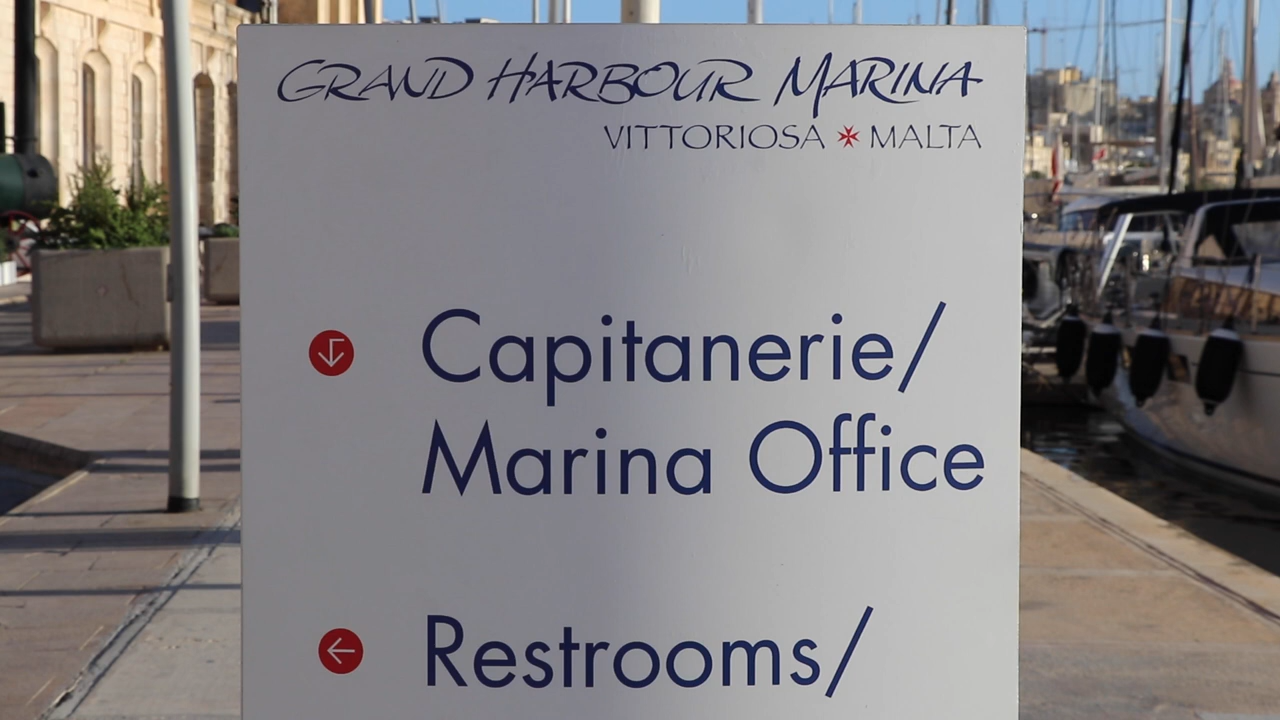 GRAND HARBOUR MARINA
VITTORIOSA MALTA
Capitanerie/
Marina Office
Restrooms/